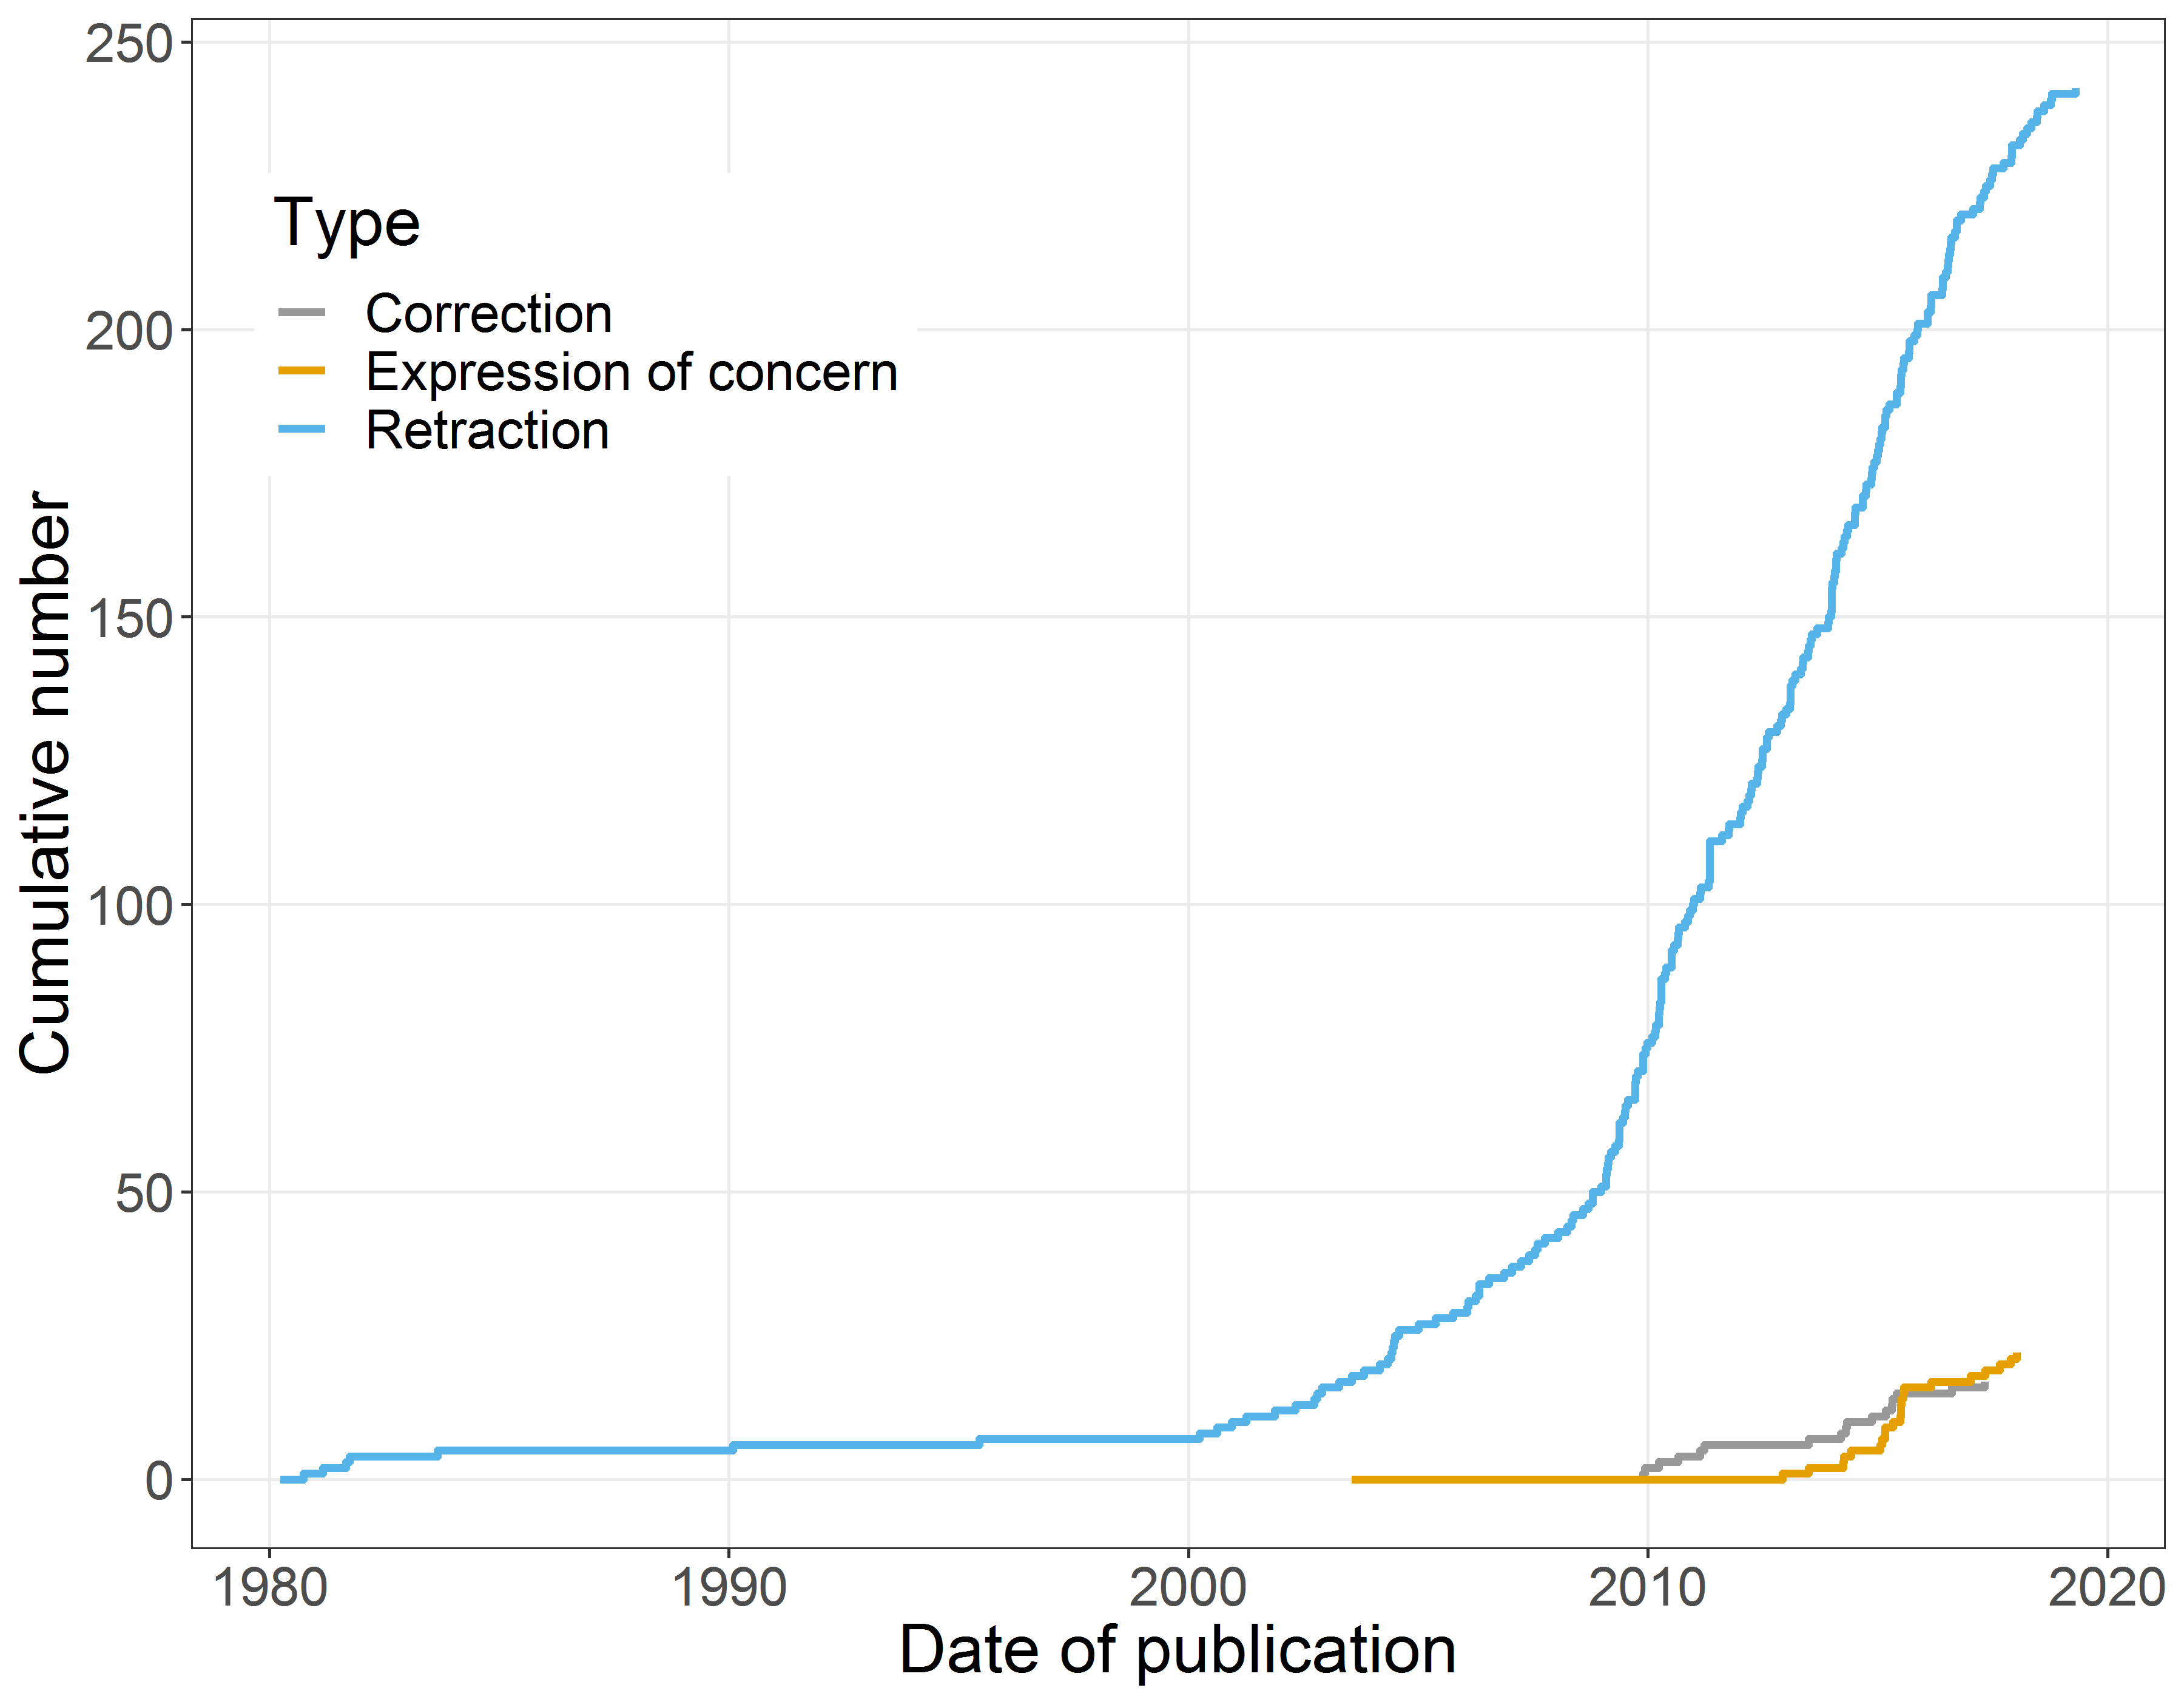 250
200
150
100
50
0
Cumulative number
Type
Correction
Expression of concern
Retraction
1980 1990 2000 2010 2020
Date of publication